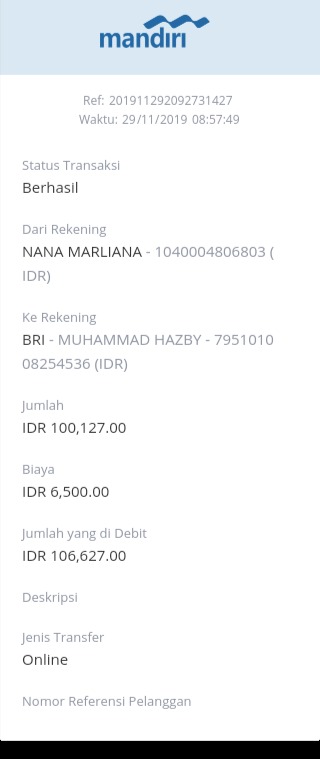 mandiri
Ref: 201911292092731427
Waktu: 29/11/2019 08:57:49
Status Transaksi
Berhasil
Dari Rekening
NANA MARLIANA - 1040004806803 (
IDR)
Ke Rekening
BRI - MUHAMMAD HAZBY - 7951010
08254536 (IDR)
Jumlah
IDR 100,127.00
Biaya
IDR 6,500.00
Jumlah yang di Debit
IDR 106,627.00
Deskripsi
Jenis Transfer
Online
Nomor Referensi Pelanggan